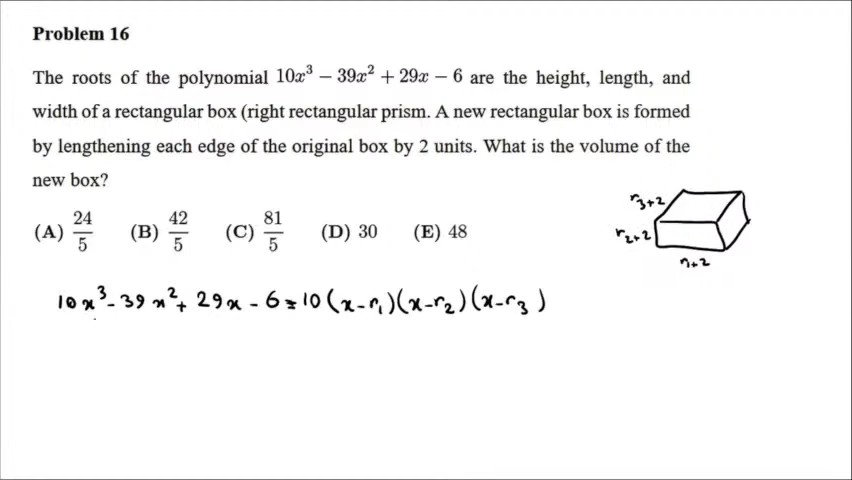 Problem 16
The roots of the polynomial 10x³ − 39x² + 29x − 6 are the height, length, and
width of a rectangular box (right rectangular prism. A new rectangular box is formed
by lengthening each edge of the original box by 2 units. What is the volume of the
new box?
(A) 24/5 (B) 42/5 (C) 81/5 (D) 30 (E) 48
r₃+2
r₂+2
r₁+2
10x³ - 39x² + 29x - 6 = 10(x-r₁)(x-r₂)(x-r₃)